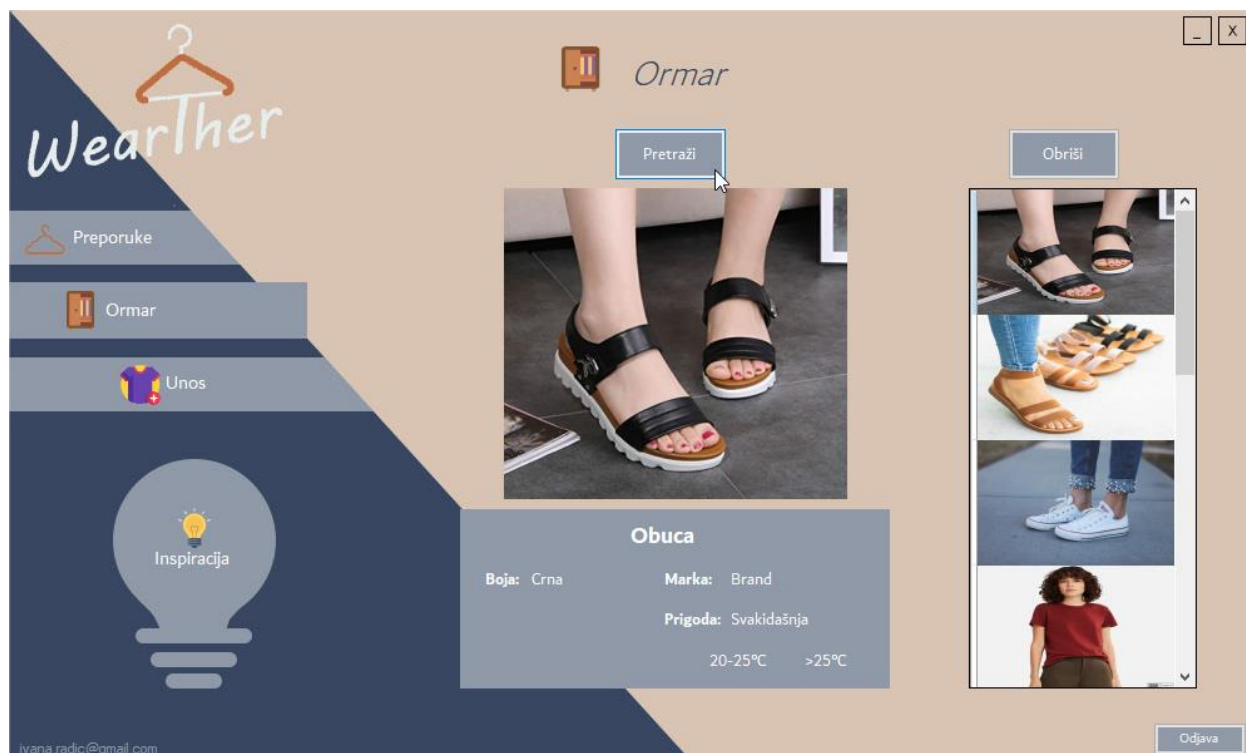 WearTher
Ormar
_ X
Pretraži
Obriši
Preporuke
Ormar
Unos
Inspiracija
Obuca
Boja: Crna
Marka: Brand
Prigoda: Svakidašnja
20-25°C >25°C
ivana.radic@gmail.com
Odjava